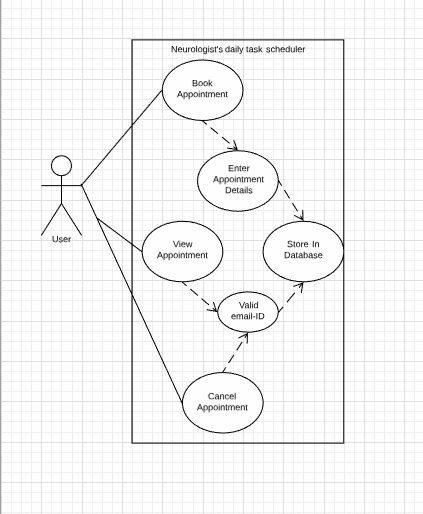 Neurologist's daily task scheduler
Book
Appointment
Enter
Appointment
Details
User
View
Appointment
Store In
Database
Valid
email-ID
Cancel
Appointment